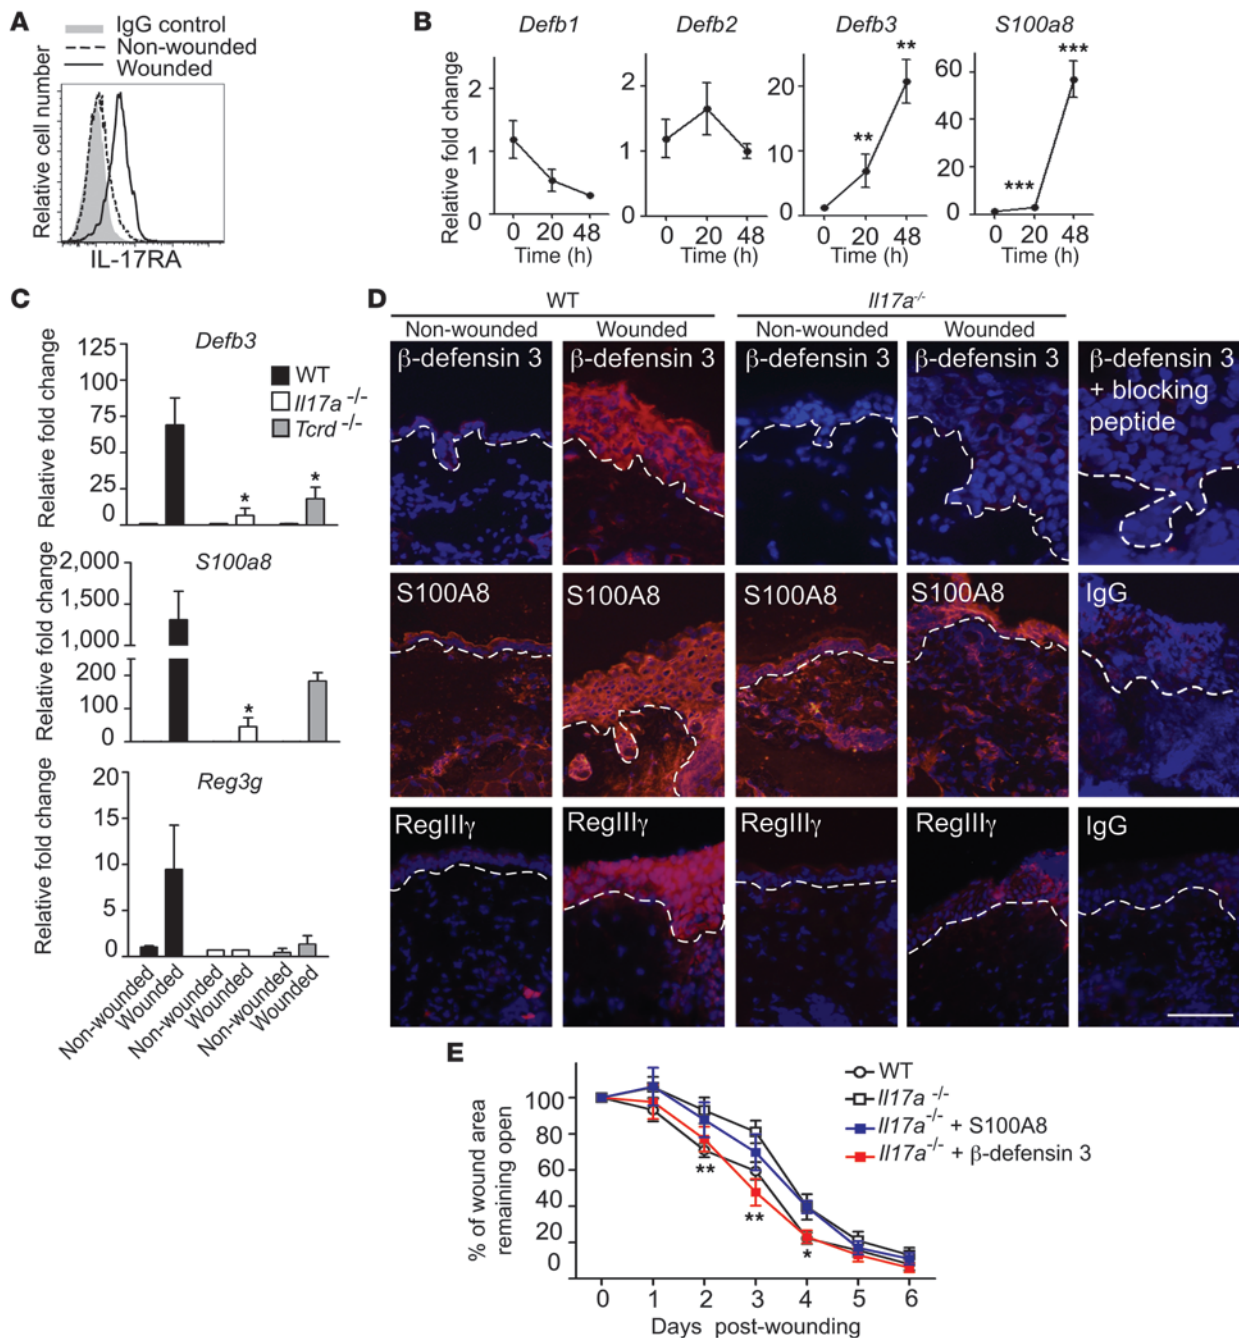 A
IgG control
Non-wounded
Wounded
Relative cell number
IL-17RA
B
Defb1
Defb2
Defb3
S100a8
Relative fold change
2
1
0
2
1
0
20
10
0
60
40
20
0
** **
*** ***
0 20 48
0 20 48
0 20 48
0 20 48
Time (h)
Time (h)
Time (h)
Time (h)
C
Defb3
Relative fold change
125
100
75
50
25
0
WT
Il17a -/-
Tcrd -/-
* *
S100a8
Relative fold change
2,000
1,500
1,000
200
100
0
*
Reg3g
Relative fold change
20
15
10
5
0
Non-wounded
Wounded
Non-wounded
Wounded
Non-wounded
Wounded
D
WT
Il17a-/-
Non-wounded
Wounded
Non-wounded
Wounded
β-defensin 3
β-defensin 3
β-defensin 3
β-defensin 3
β-defensin 3
+ blocking
peptide
S100A8
S100A8
S100A8
S100A8
IgG
RegIIIγ
RegIIIγ
RegIIIγ
RegIIIγ
IgG
E
% of wound area
remaining open
100
80
60
40
20
0
WT
Il17a -/-
Il17a-/- + S100A8
Il17a-/- + β-defensin 3
**
**
*
0 1 2 3 4 5 6
Days post-wounding